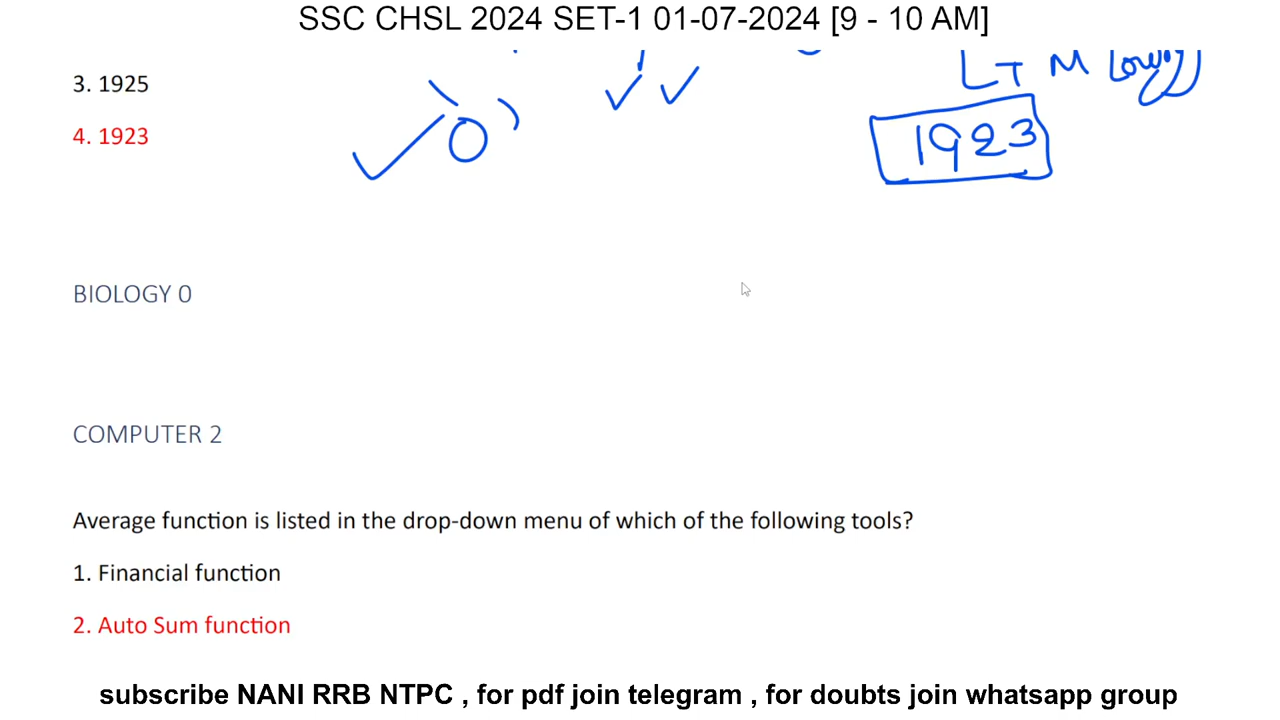 SSC CHSL 2024 SET-1 01-07-2024 [9 - 10 AM]
L T M Lowry
3. 1925
4. 1923
1923
BIOLOGY 0
COMPUTER 2
Average function is listed in the drop-down menu of which of the following tools?
1. Financial function
2. Auto Sum function
subscribe NANI RRB NTPC , for pdf join telegram , for doubts join whatsapp group